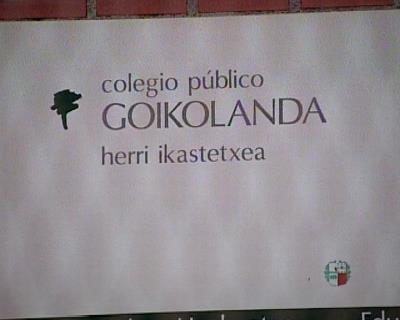 colegio público
GOIKOLANDA
herri ikastetxea